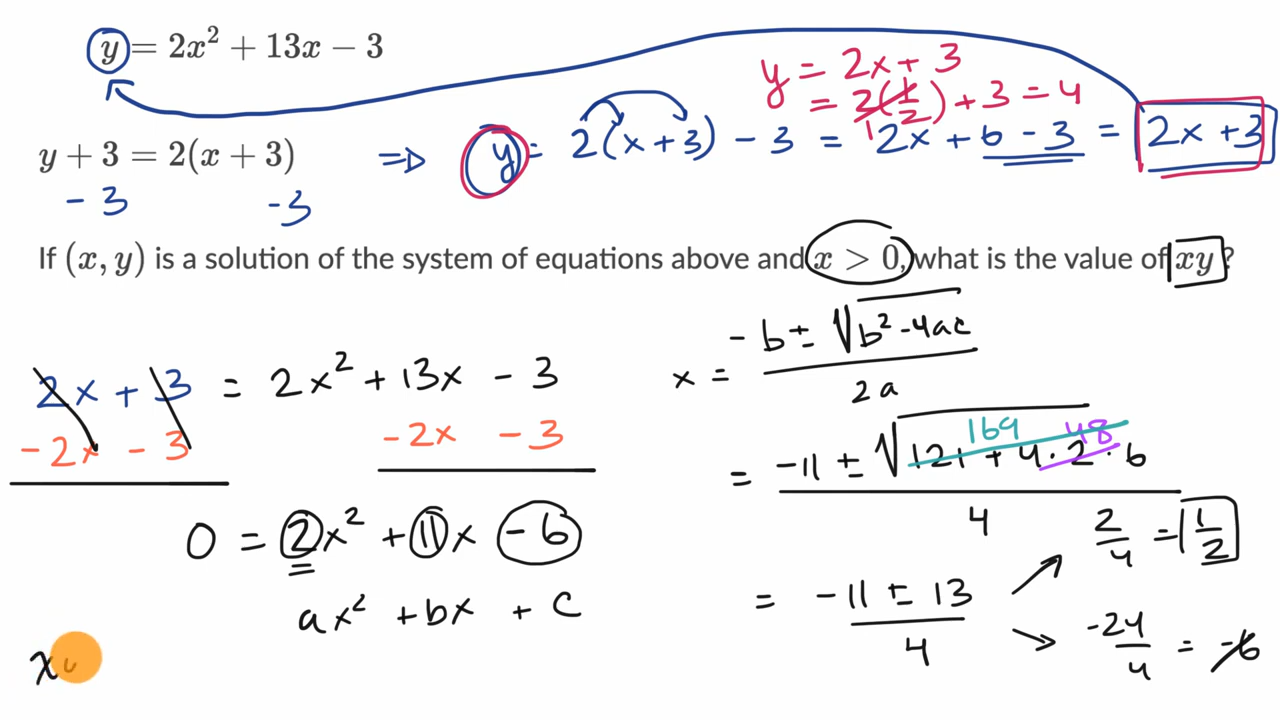 y = 2x² + 13x − 3
y = 2x + 3
= 2(1/2) + 3 = 4
1
y + 3 = 2(x + 3) ⇒ y = 2(x + 3) − 3 = 2x + 6 − 3 = 2x + 3
− 3 − 3
If (x, y) is a solution of the system of equations above and x > 0, what is the value of xy?
x = (−b ± √(b² − 4ac)) / 2a
2x + 3 = 2x² + 13x − 3
−2x − 3 −2x − 3
169 48
= (−11 ± √(121 + 4·2·6)) / 4
0 = 2x² + 11x − 6
2/4 = 1/2
ax² + bx + c
= (−11 ± 13) / 4
−24/4 = −6
x